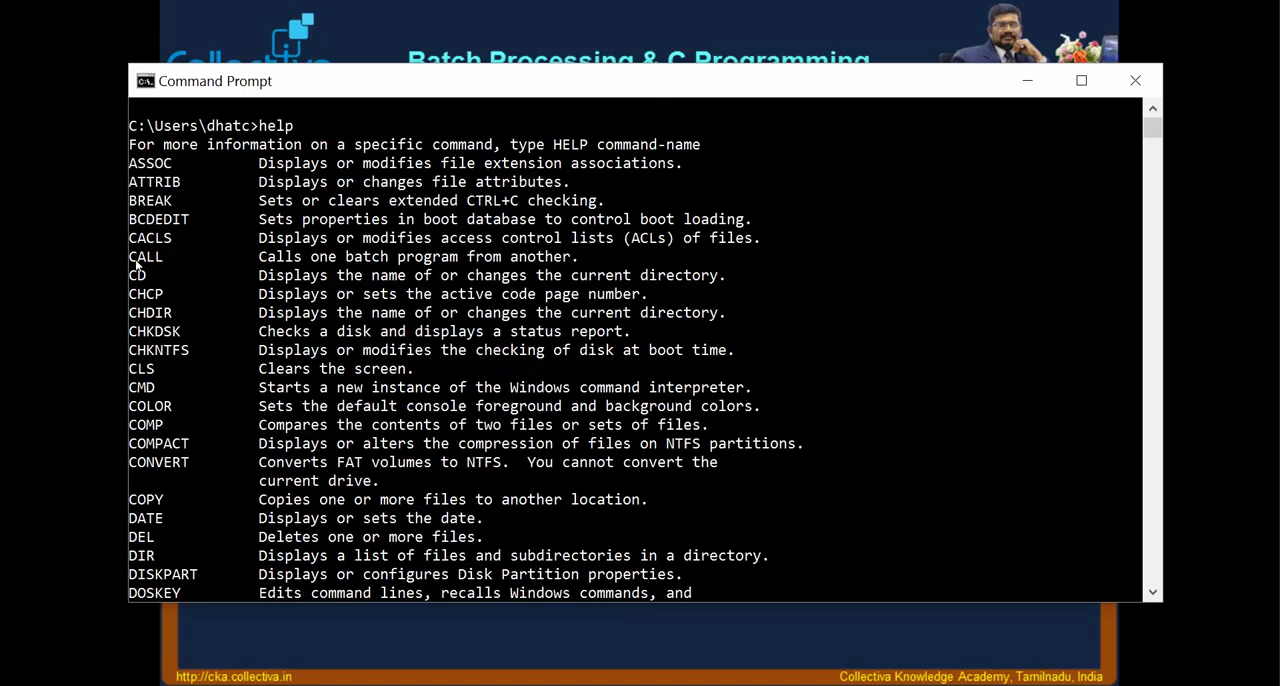 Collectiva
Batch Processing & C Programming
Command Prompt
C:\Users\dhatc>help
For more information on a specific command, type HELP command-name
ASSOC Displays or modifies file extension associations.
ATTRIB Displays or changes file attributes.
BREAK Sets or clears extended CTRL+C checking.
BCDEDIT Sets properties in boot database to control boot loading.
CACLS Displays or modifies access control lists (ACLs) of files.
CALL Calls one batch program from another.
CD Displays the name of or changes the current directory.
CHCP Displays or sets the active code page number.
CHDIR Displays the name of or changes the current directory.
CHKDSK Checks a disk and displays a status report.
CHKNTFS Displays or modifies the checking of disk at boot time.
CLS Clears the screen.
CMD Starts a new instance of the Windows command interpreter.
COLOR Sets the default console foreground and background colors.
COMP Compares the contents of two files or sets of files.
COMPACT Displays or alters the compression of files on NTFS partitions.
CONVERT Converts FAT volumes to NTFS.  You cannot convert the
current drive.
COPY Copies one or more files to another location.
DATE Displays or sets the date.
DEL Deletes one or more files.
DIR Displays a list of files and subdirectories in a directory.
DISKPART Displays or configures Disk Partition properties.
DOSKEY Edits command lines, recalls Windows commands, and
http://cka.collectiva.in
Collectiva Knowledge Academy, Tamilnadu, India